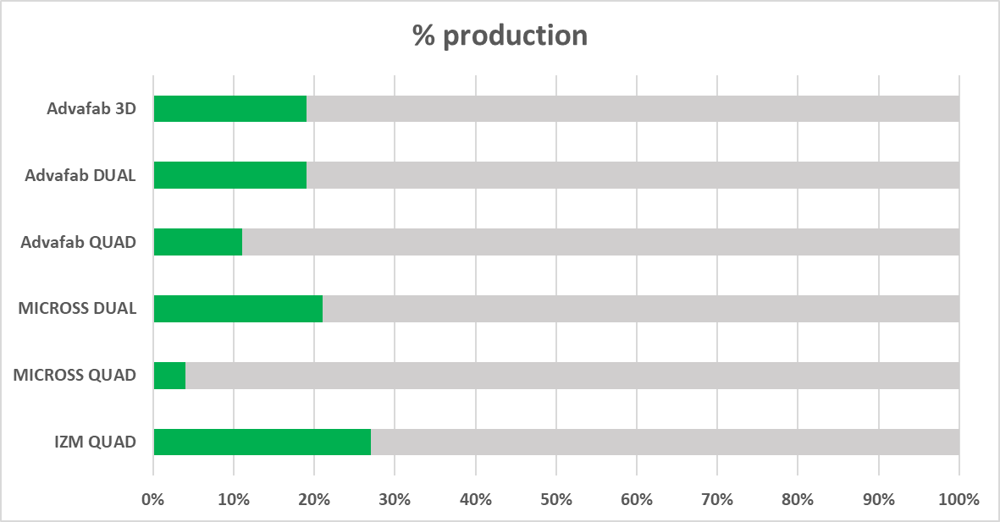 % production
Advafab 3D
Advafab DUAL
Advafab QUAD
MICROSS DUAL
MICROSS QUAD
IZM QUAD
0% 10% 20% 30% 40% 50% 60% 70% 80% 90% 100%